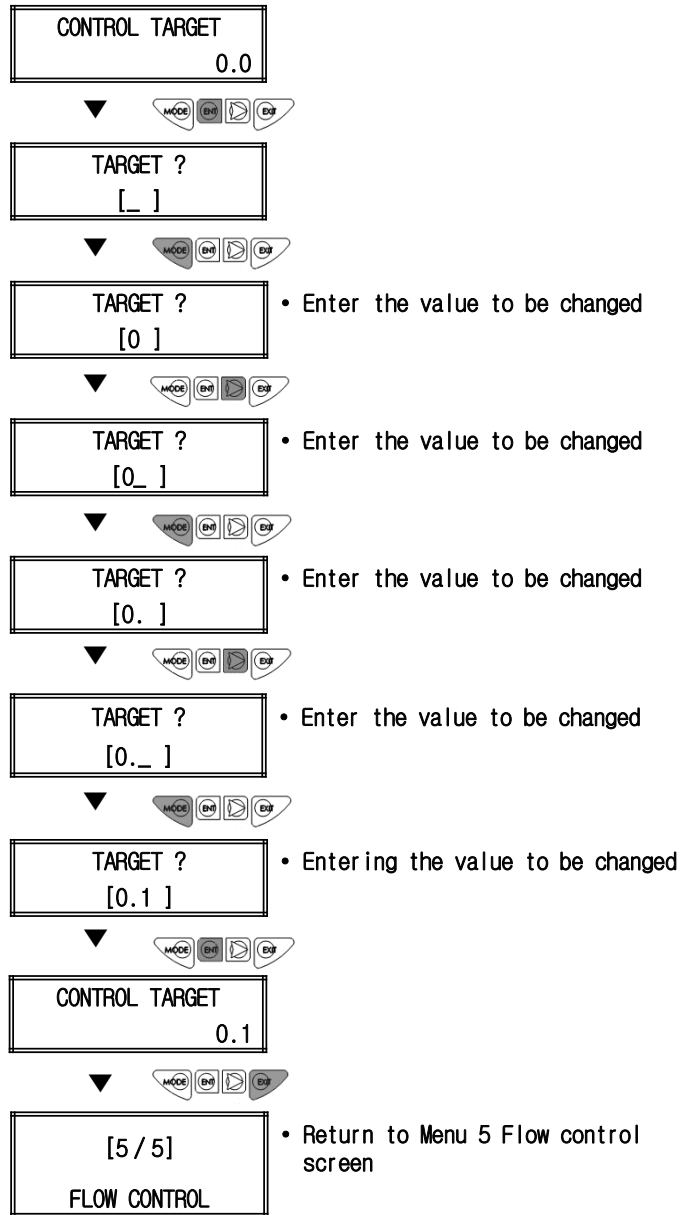 CONTROL TARGET
0.0
MODE ENT EXIT
TARGET ?
[_ ]
MODE ENT EXIT
TARGET ?
[0 ]
• Enter the value to be changed
MODE ENT EXIT
TARGET ?
[0_ ]
• Enter the value to be changed
MODE ENT EXIT
TARGET ?
[0. ]
• Enter the value to be changed
MODE ENT EXIT
TARGET ?
[0._ ]
• Enter the value to be changed
MODE ENT EXIT
TARGET ?
[0.1 ]
• Entering the value to be changed
MODE ENT EXIT
CONTROL TARGET
0.1
MODE ENT EXIT
[5/5]
FLOW CONTROL
• Return to Menu 5 Flow control
screen